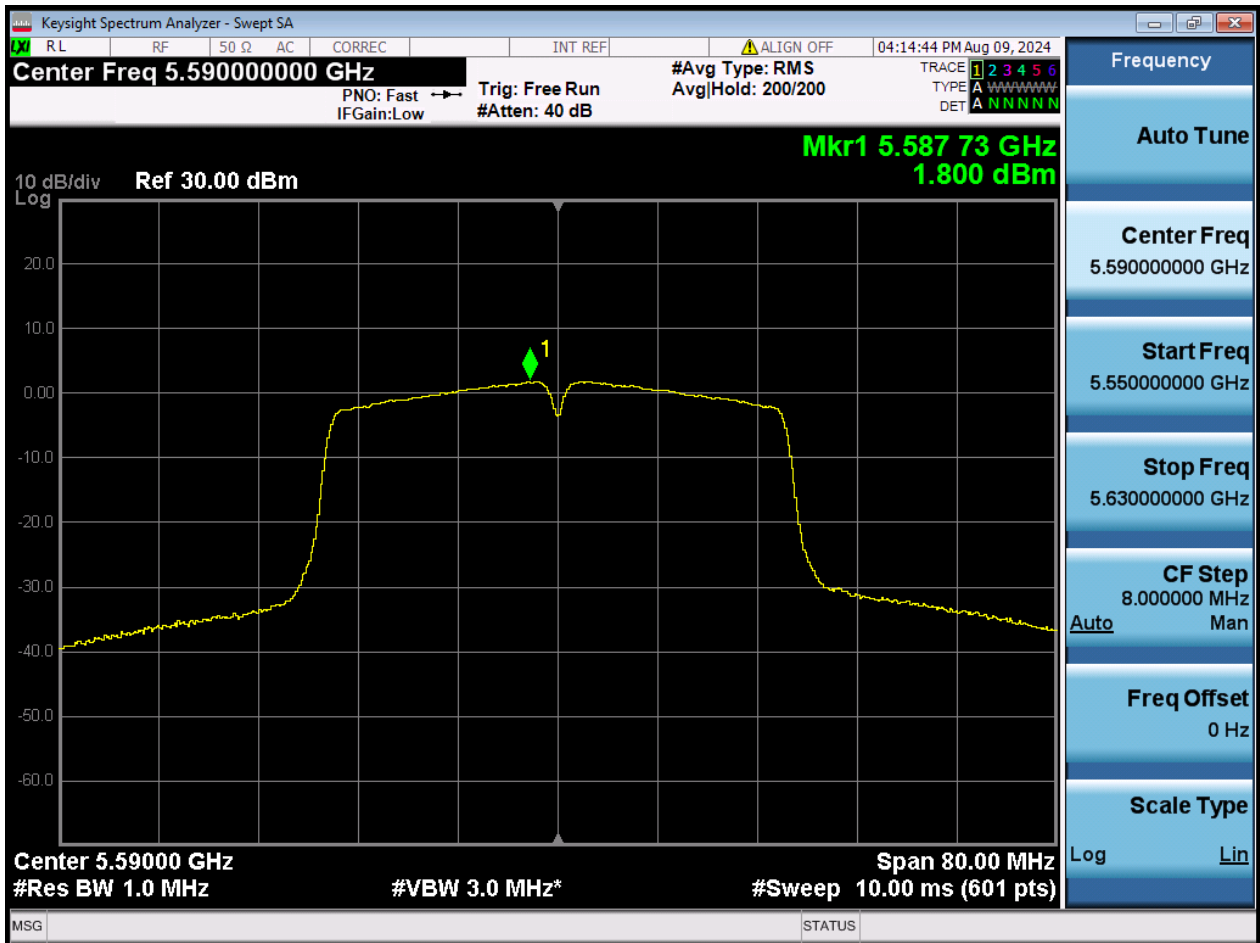 Keysight Spectrum Analyzer - Swept SA
LXI RL RF 50 Ω AC CORREC INT REF ALIGN OFF 04:14:44 PM Aug 09, 2024
Center Freq 5.590000000 GHz
PNO: Fast
IFGain:Low
Trig: Free Run
#Atten: 40 dB
#Avg Type: RMS
Avg|Hold: 200/200
TRACE 1 2 3 4 5 6
TYPE A WWWWW
DET A N N N N N
Mkr1 5.587 73 GHz
1.800 dBm
10 dB/div
Log
Ref 30.00 dBm
20.0
10.0
0.00
-10.0
-20.0
-30.0
-40.0
-50.0
-60.0
1
Center 5.59000 GHz
Span 80.00 MHz
#Res BW 1.0 MHz
#VBW 3.0 MHz*
#Sweep 10.00 ms (601 pts)
MSG
STATUS
Frequency
Auto Tune
Center Freq
5.590000000 GHz
Start Freq
5.550000000 GHz
Stop Freq
5.630000000 GHz
CF Step
8.000000 MHz
Auto Man
Freq Offset
0 Hz
Scale Type
Log Lin